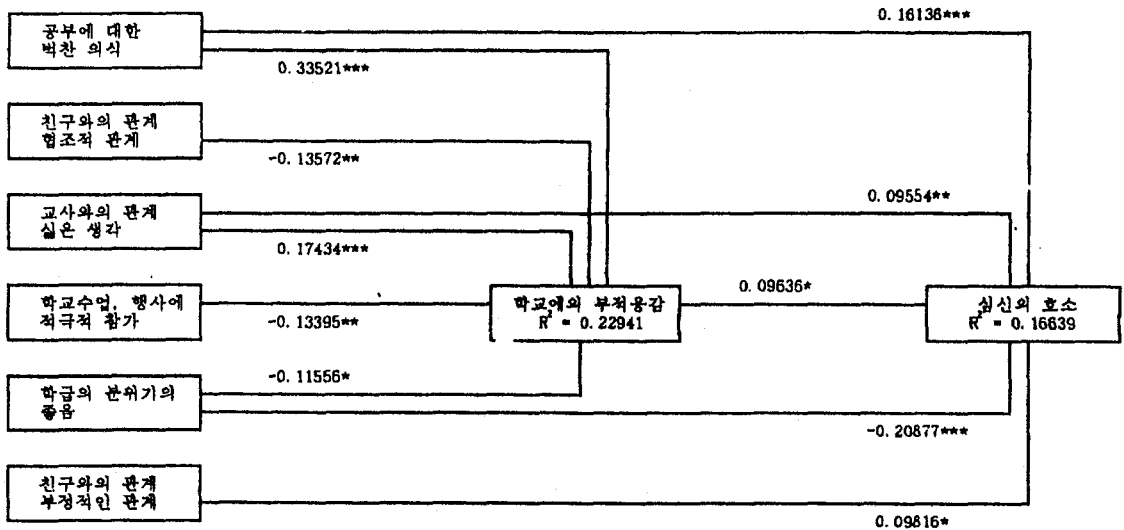 0.16136***
공부에 대한
벅찬 의식
0.33521***
친구와의 관계
협조적 관계
-0.13572**
교사와의 관계
싫은 생각
0.09554**
0.17434***
학교수업, 행사에
적극적 참가
-0.13395**
학교에의 부적응감
R² = 0.22941
0.09636*
심신의 호소
R² = 0.16639
-0.11556*
학급의 분위기의
좋음
-0.20877***
친구와의 관계
부정적인 관계
0.09816*